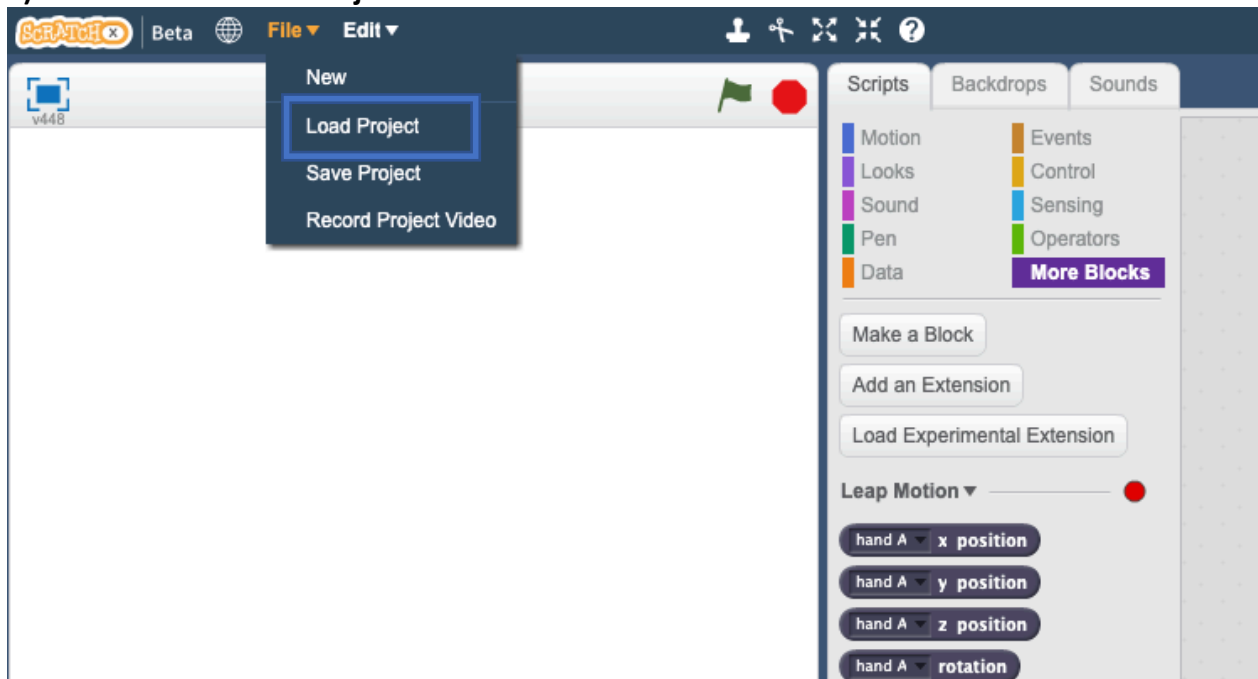 SCRATCH X Beta File Edit
v448
New
Load Project
Save Project
Record Project Video
Scripts Backdrops Sounds
Motion Events
Looks Control
Sound Sensing
Pen Operators
Data More Blocks
Make a Block
Add an Extension
Load Experimental Extension
Leap Motion
hand A x position
hand A y position
hand A z position
hand A rotation